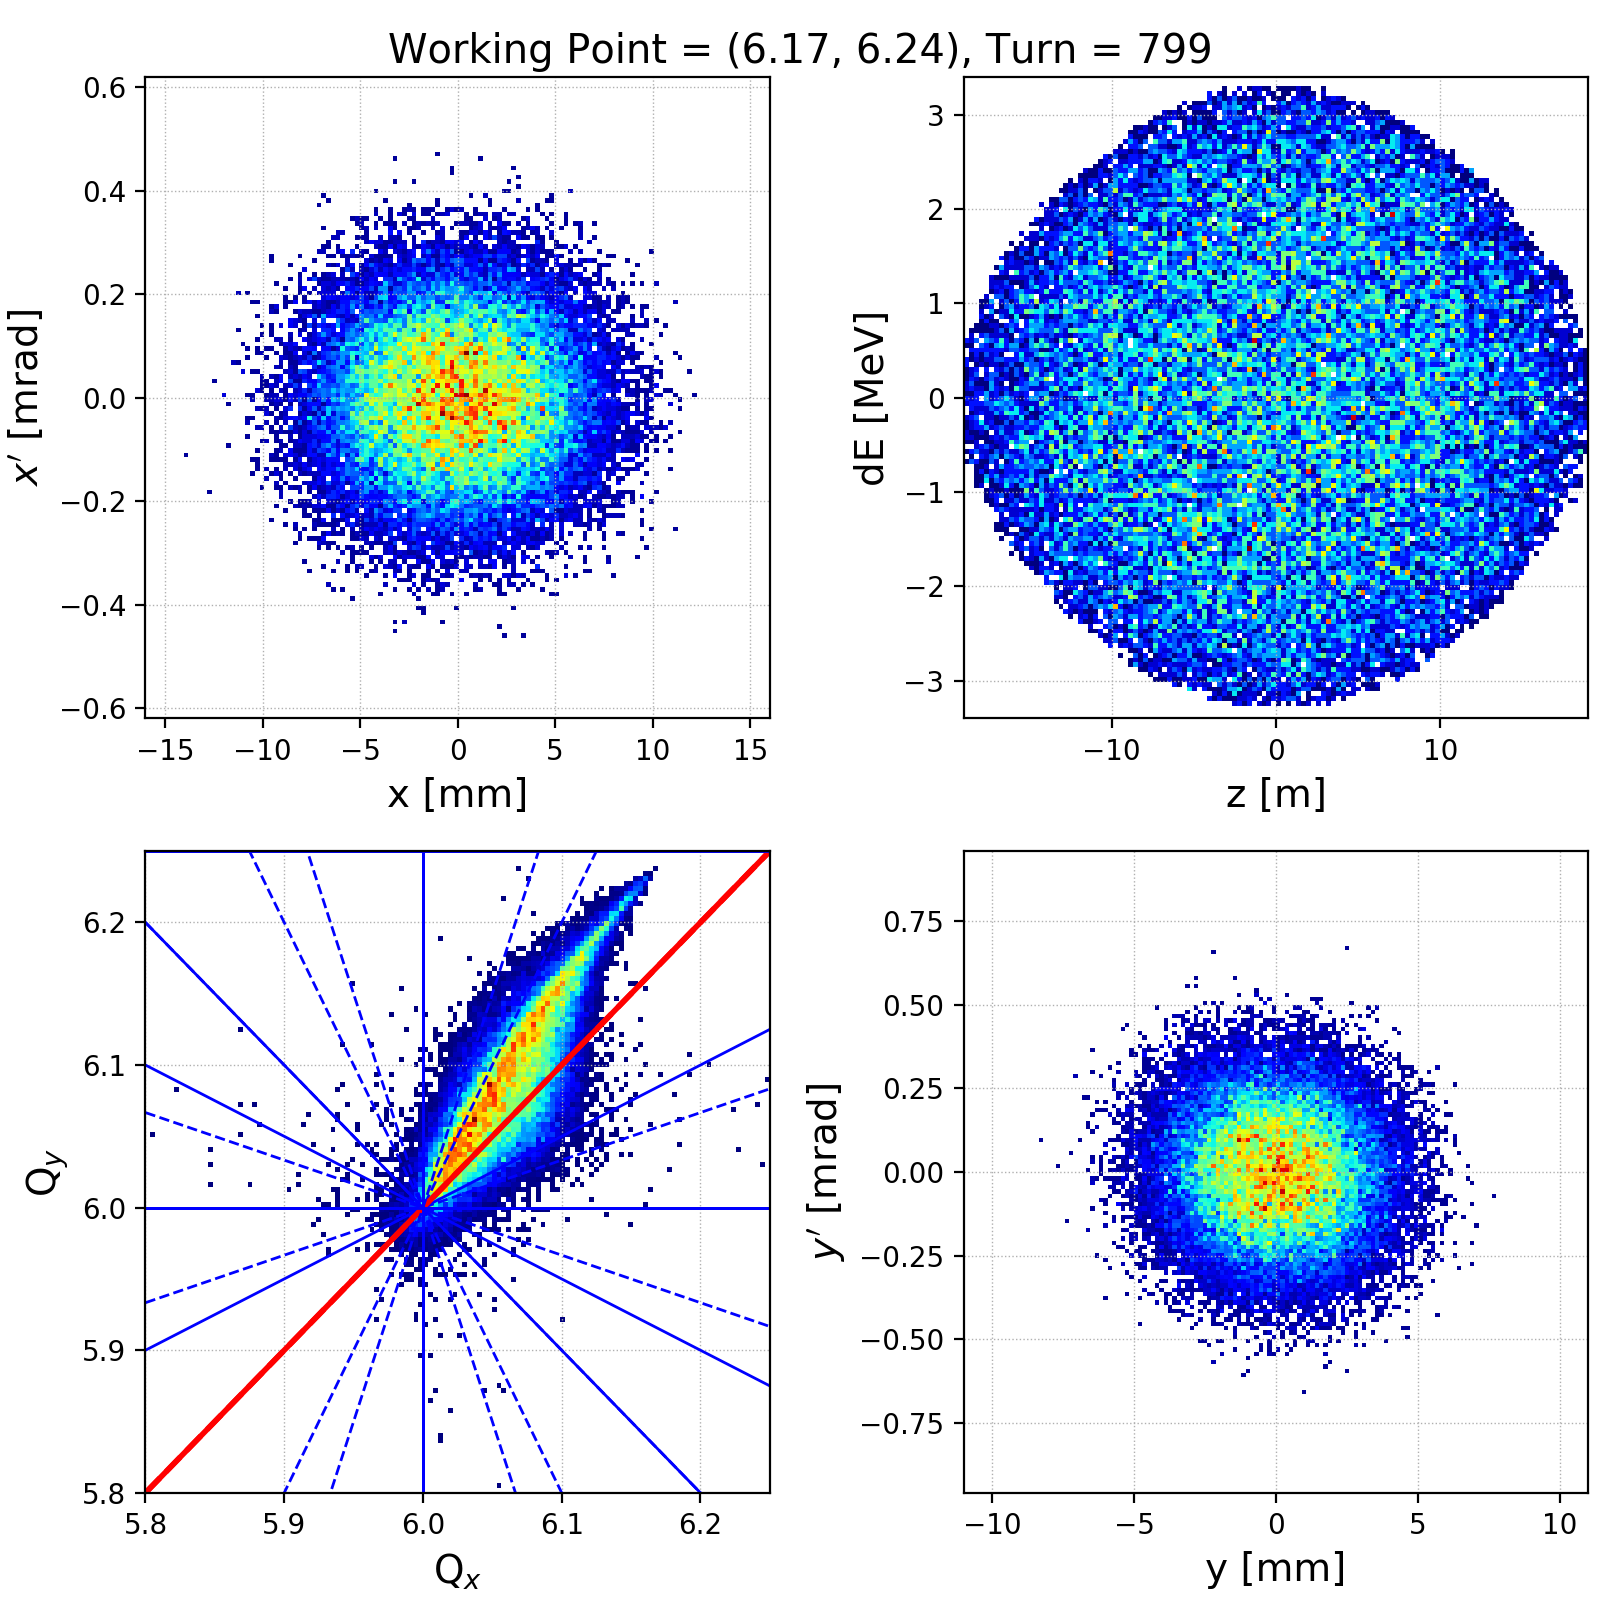 Working Point = (6.17, 6.24), Turn = 799
0.6
0.4
0.2
0.0
−0.2
−0.4
−0.6
x′ [mrad]
−15 −10 −5 0 5 10 15
x [mm]
3
2
1
0
−1
−2
−3
dE [MeV]
−10 0 10
z [m]
6.2
6.1
6.0
5.9
5.8
Qy
5.8 5.9 6.0 6.1 6.2
Qx
0.75
0.50
0.25
0.00
−0.25
−0.50
−0.75
y′ [mrad]
−10 −5 0 5 10
y [mm]